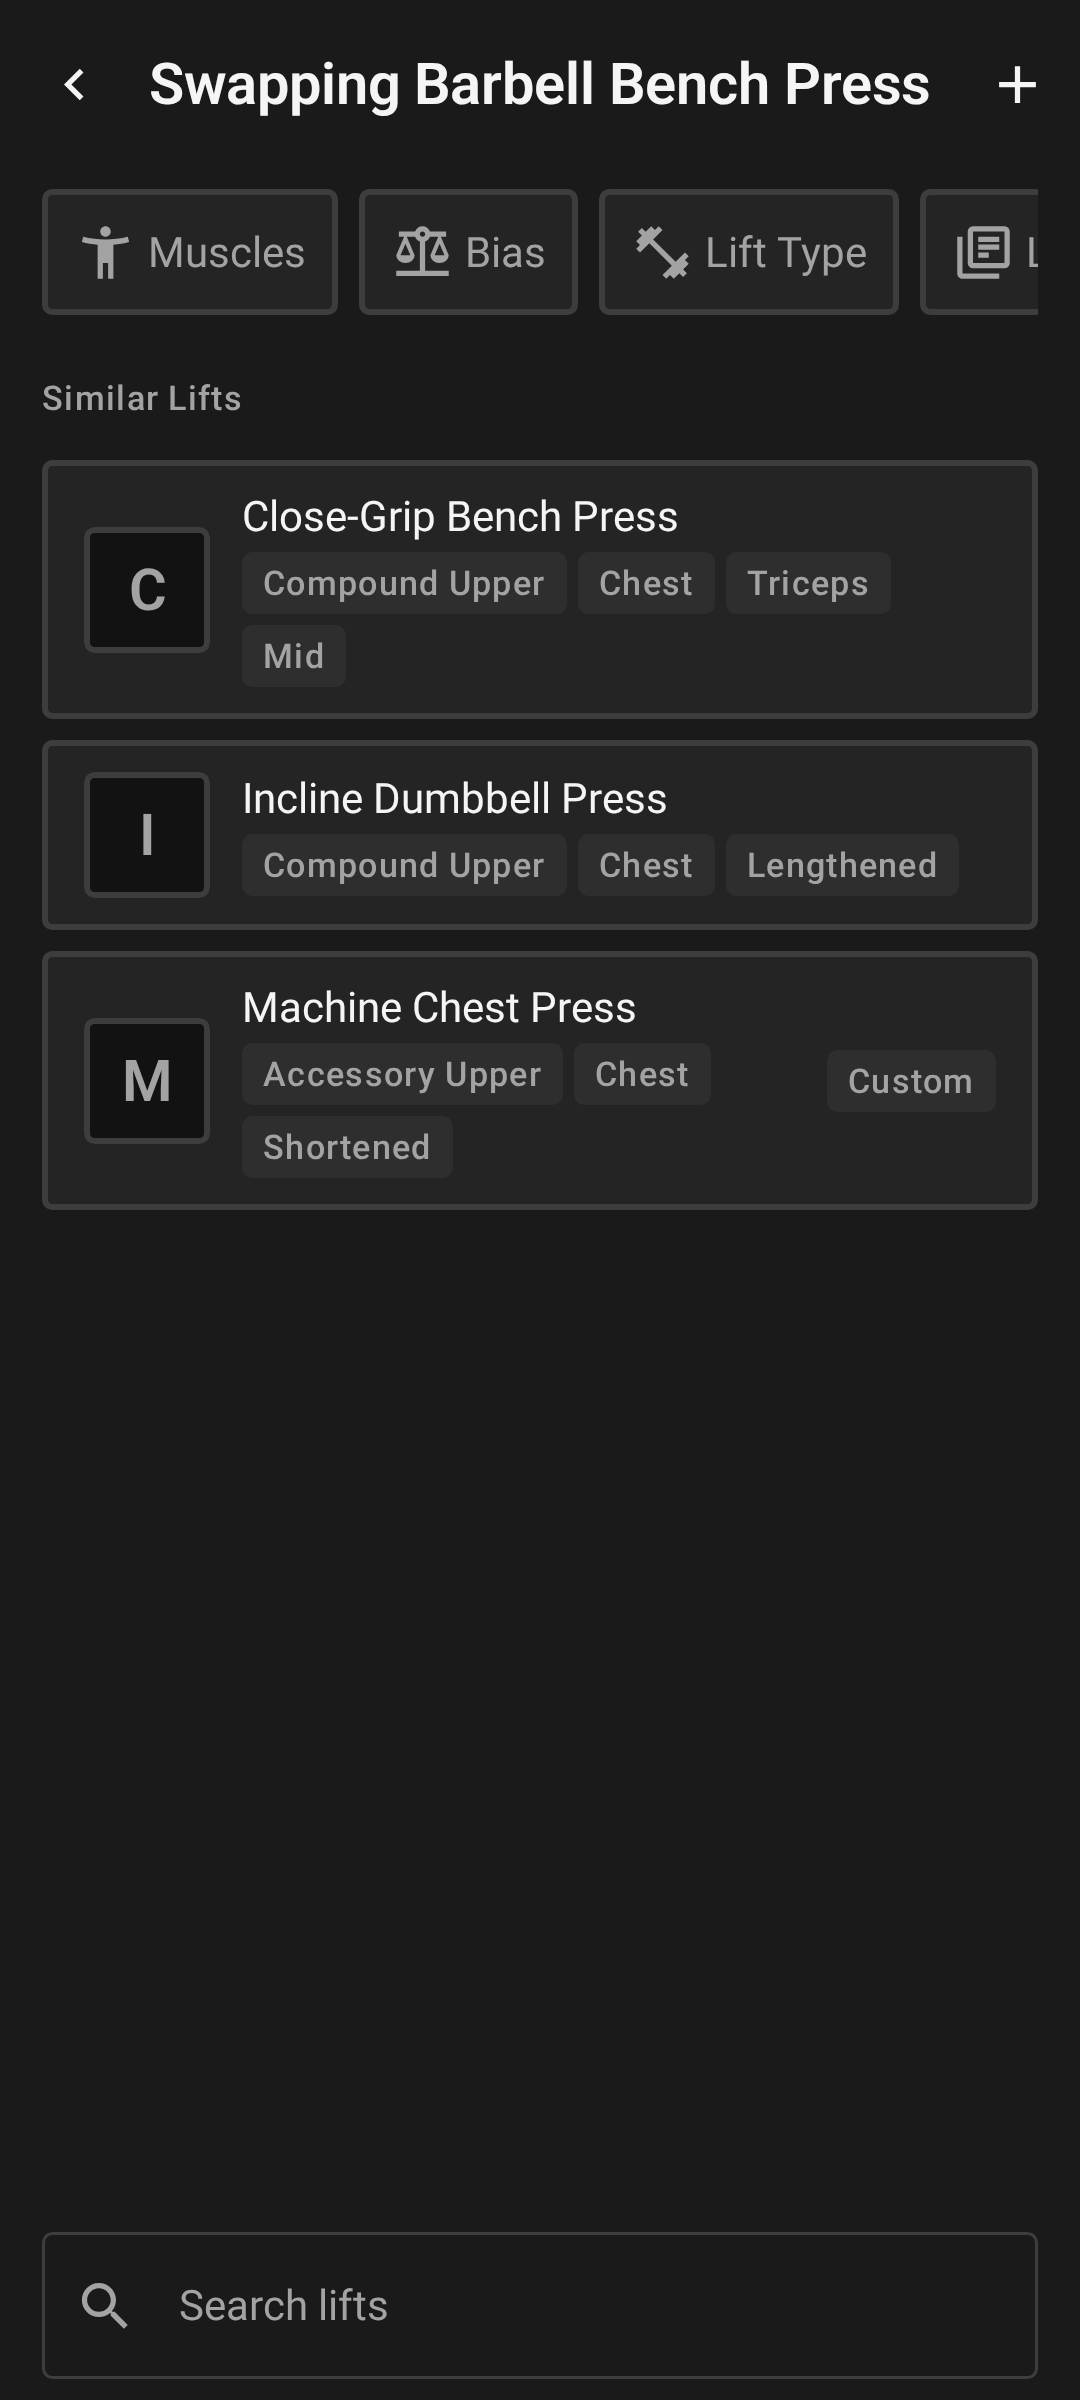 Swapping Barbell Bench Press
Muscles
Bias
Lift Type
Similar Lifts
C
Close-Grip Bench Press
Compound Upper
Chest
Triceps
Mid
I
Incline Dumbbell Press
Compound Upper
Chest
Lengthened
M
Machine Chest Press
Accessory Upper
Chest
Custom
Shortened
Search lifts